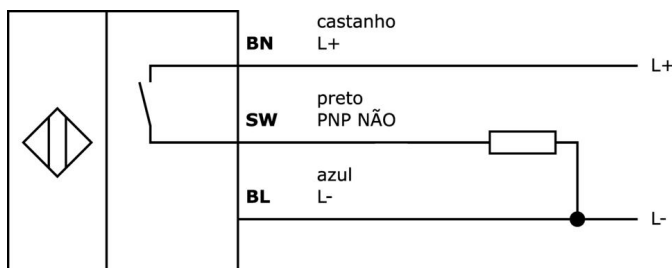 castanho
BN L+
L+
preto
SW PNP NÃO
azul
BL L-
L-